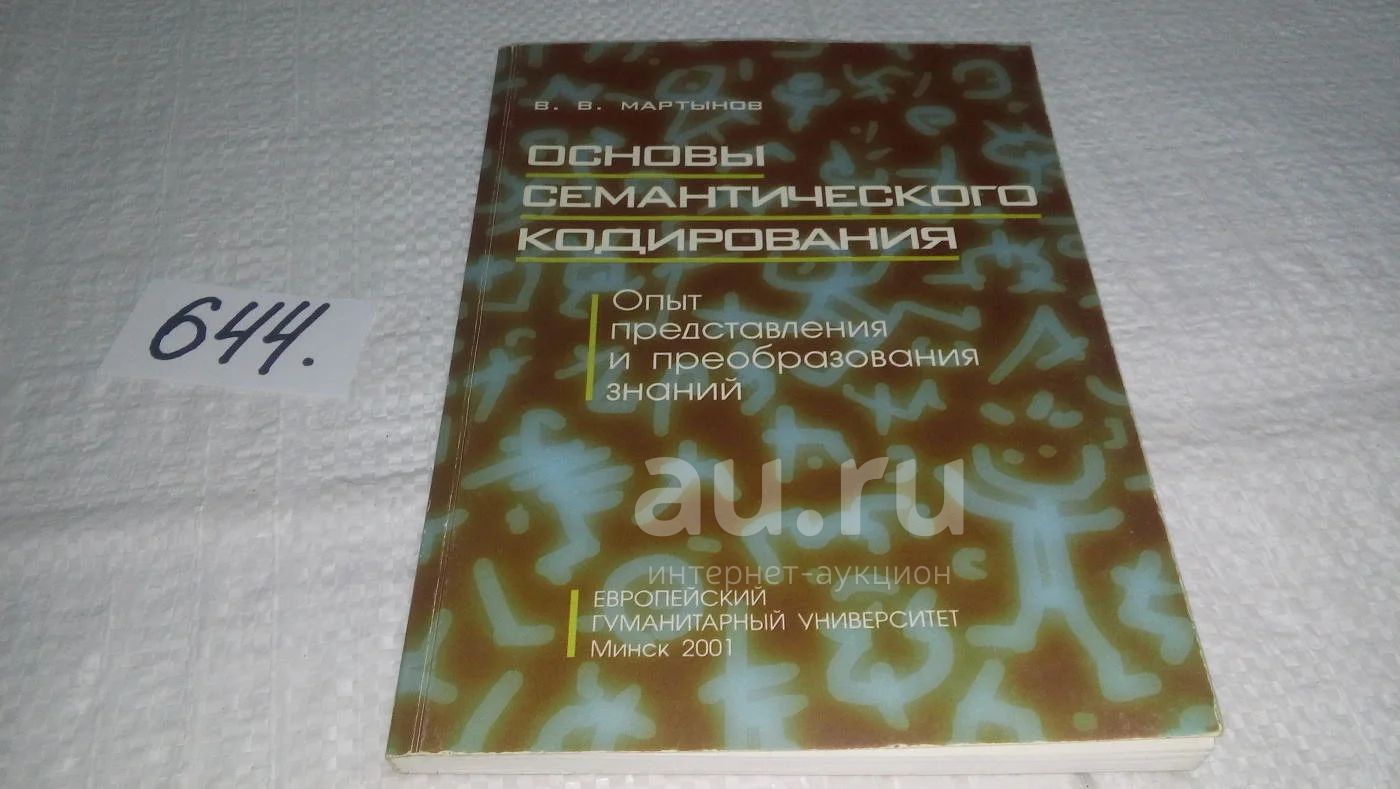 В. В. МАРТЫНОВ
ОСНОВЫ
СЕМАНТИЧЕСКОГО
КОДИРОВАНИЯ
Опыт
представления
и преобразования
знаний
644.
au.ru
интернет-аукцион
ЕВРОПЕЙСКИЙ
ГУМАНИТАРНЫЙ УНИВЕРСИТЕТ
Минск 2001